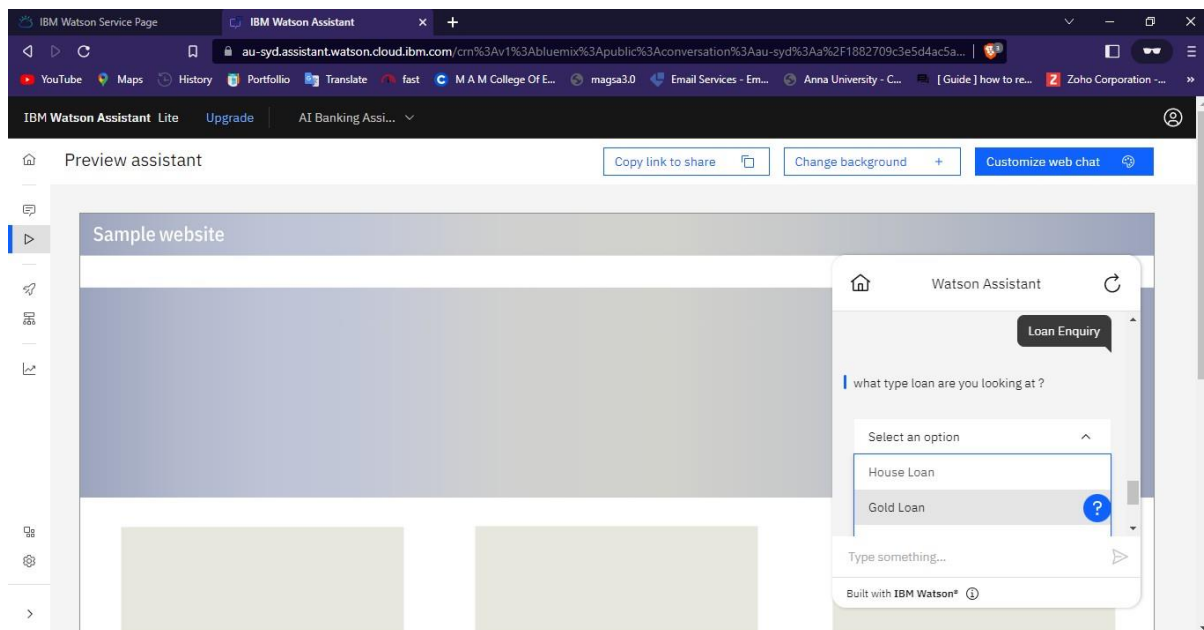 IBM Watson Service Page
IBM Watson Assistant
au-syd.assistant.watson.cloud.ibm.com/crn%3Av1%3Abluemix%3Apublic%3Aconversation%3Aau-syd%3Aa%2F1882709c3e5d4ac5a...
YouTube Maps History Portfollio Translate fast M A M College Of E... magsa3.0 Email Services - Em... Anna University - C... [ Guide ] how to re... Zoho Corporation -... »
IBM Watson Assistant Lite Upgrade AI Banking Assi...
Preview assistant
Copy link to share
Change background +
Customize web chat
Sample website
Watson Assistant
Loan Enquiry
what type loan are you looking at ?
Select an option
House Loan
Gold Loan
?
Type something...
Built with IBM Watson®